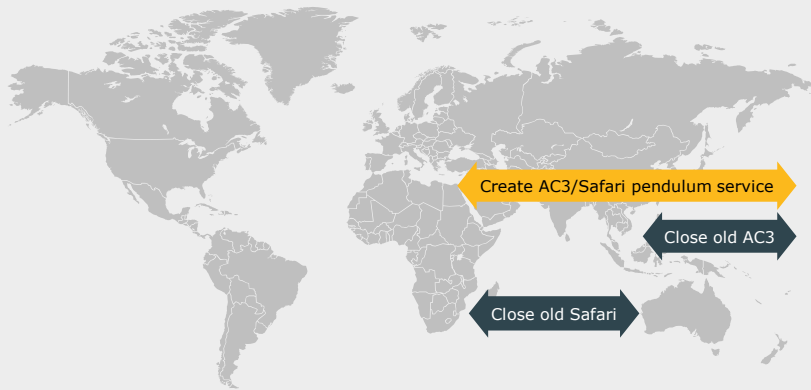 Create AC3/Safari pendulum service
Close old AC3
Close old Safari